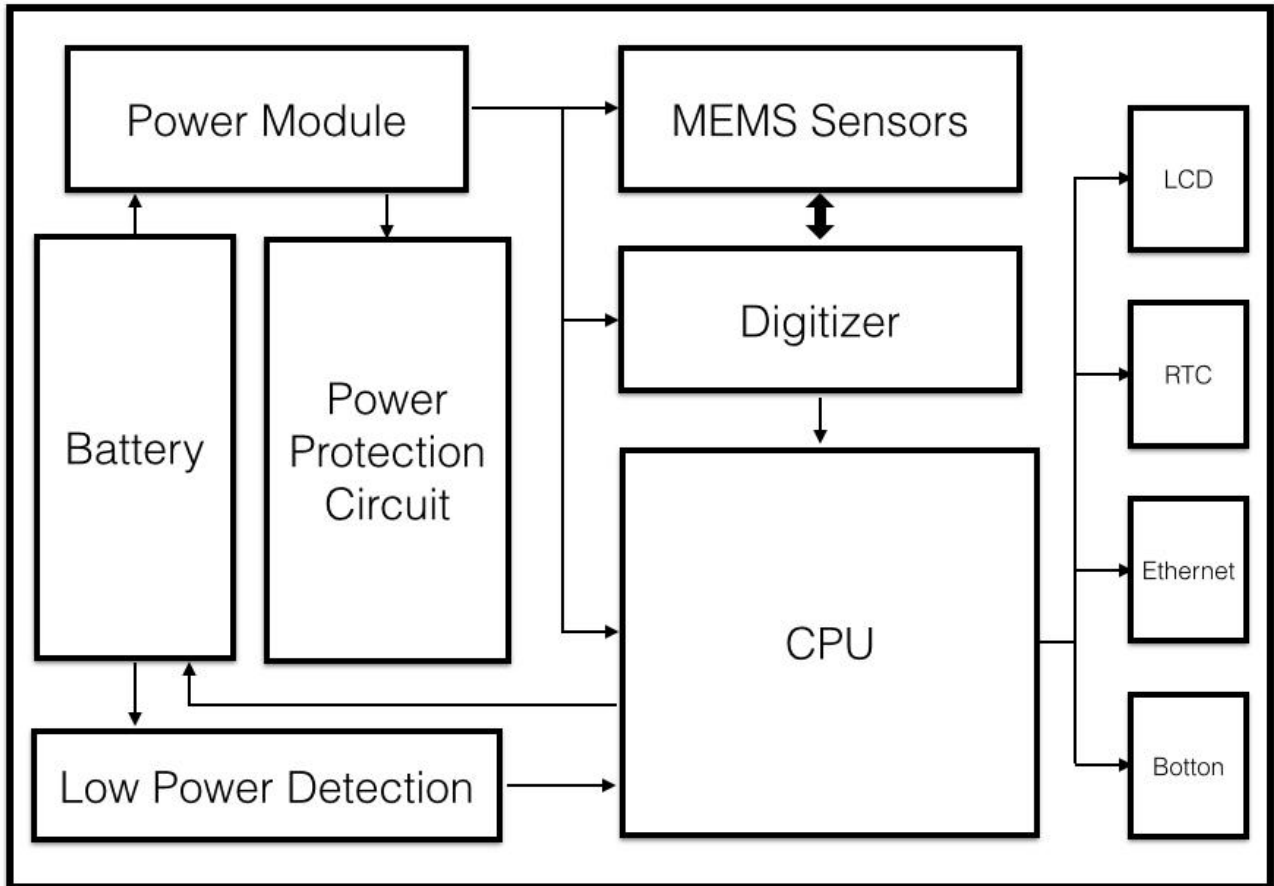 Power Module
MEMS Sensors
LCD
Battery
Power
Protection
Circuit
Digitizer
RTC
CPU
Ethernet
Low Power Detection
Botton